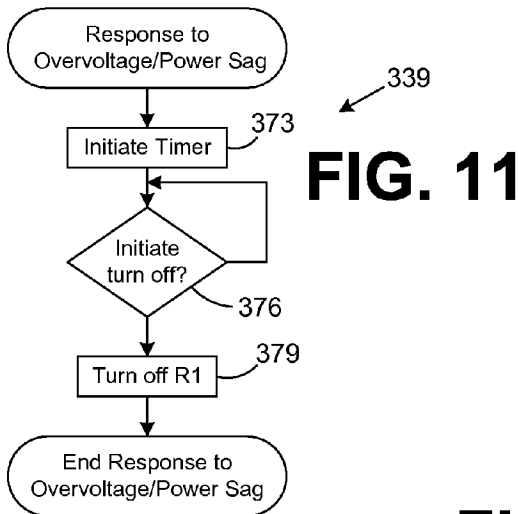 Response to
Overvoltage/Power Sag
339
373
Initiate Timer
FIG. 11
Initiate
turn off?
376
379
Turn off R1
End Response to
Overvoltage/Power Sag